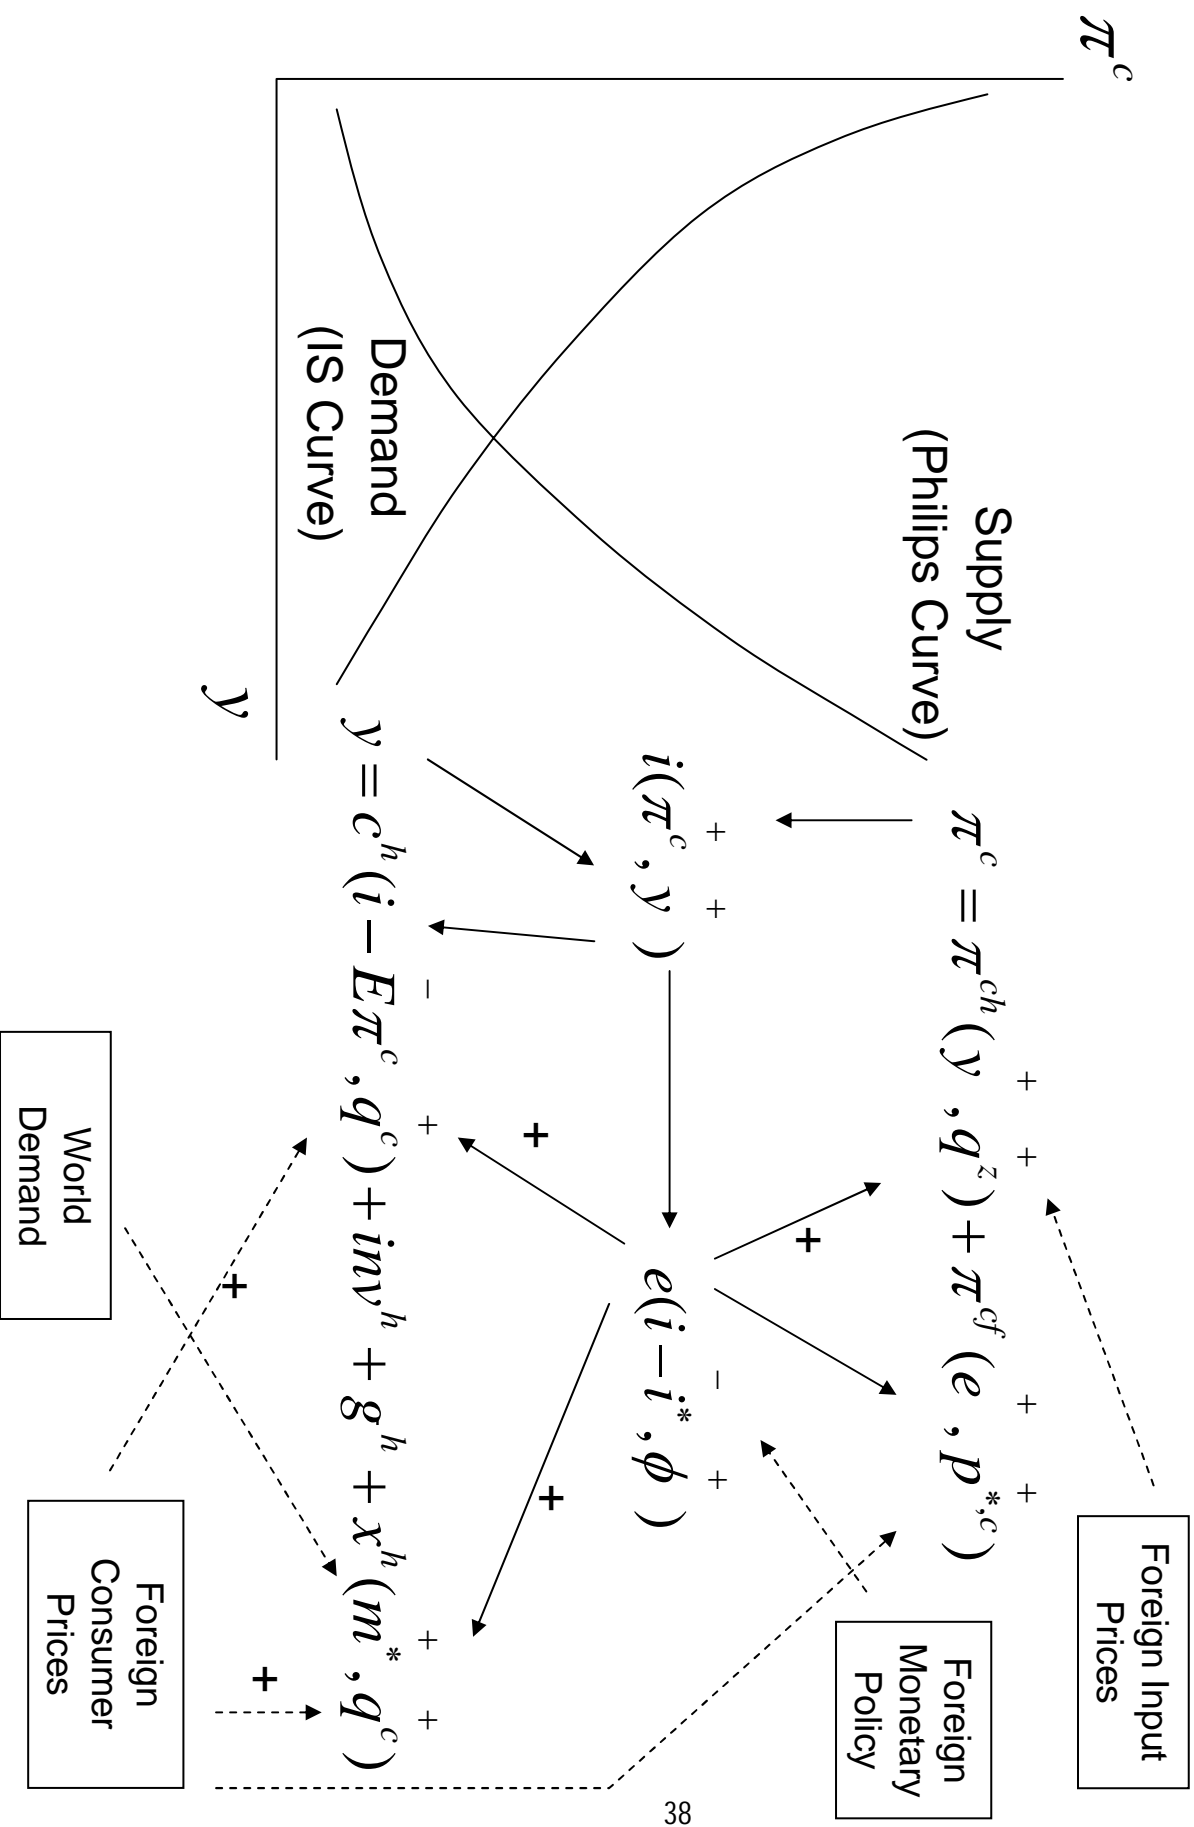 π^c
Supply
(Philips Curve)
+ + + +
π^c = π^{ch}(y, q^z) + π^{cf}(e, p^{*,c})
Foreign Input
Prices
+
+ +
i(π^c, y)
− +
e(i − i^*, ϕ)
Foreign
Monetary
Policy
+
+
Demand
(IS Curve)
− + + +
y = c^h(i − Eπ^c, q^c) + inv^h + g^h + x^h(m^*, q^c)
y
+
+
World
Demand
Foreign
Consumer
Prices
38